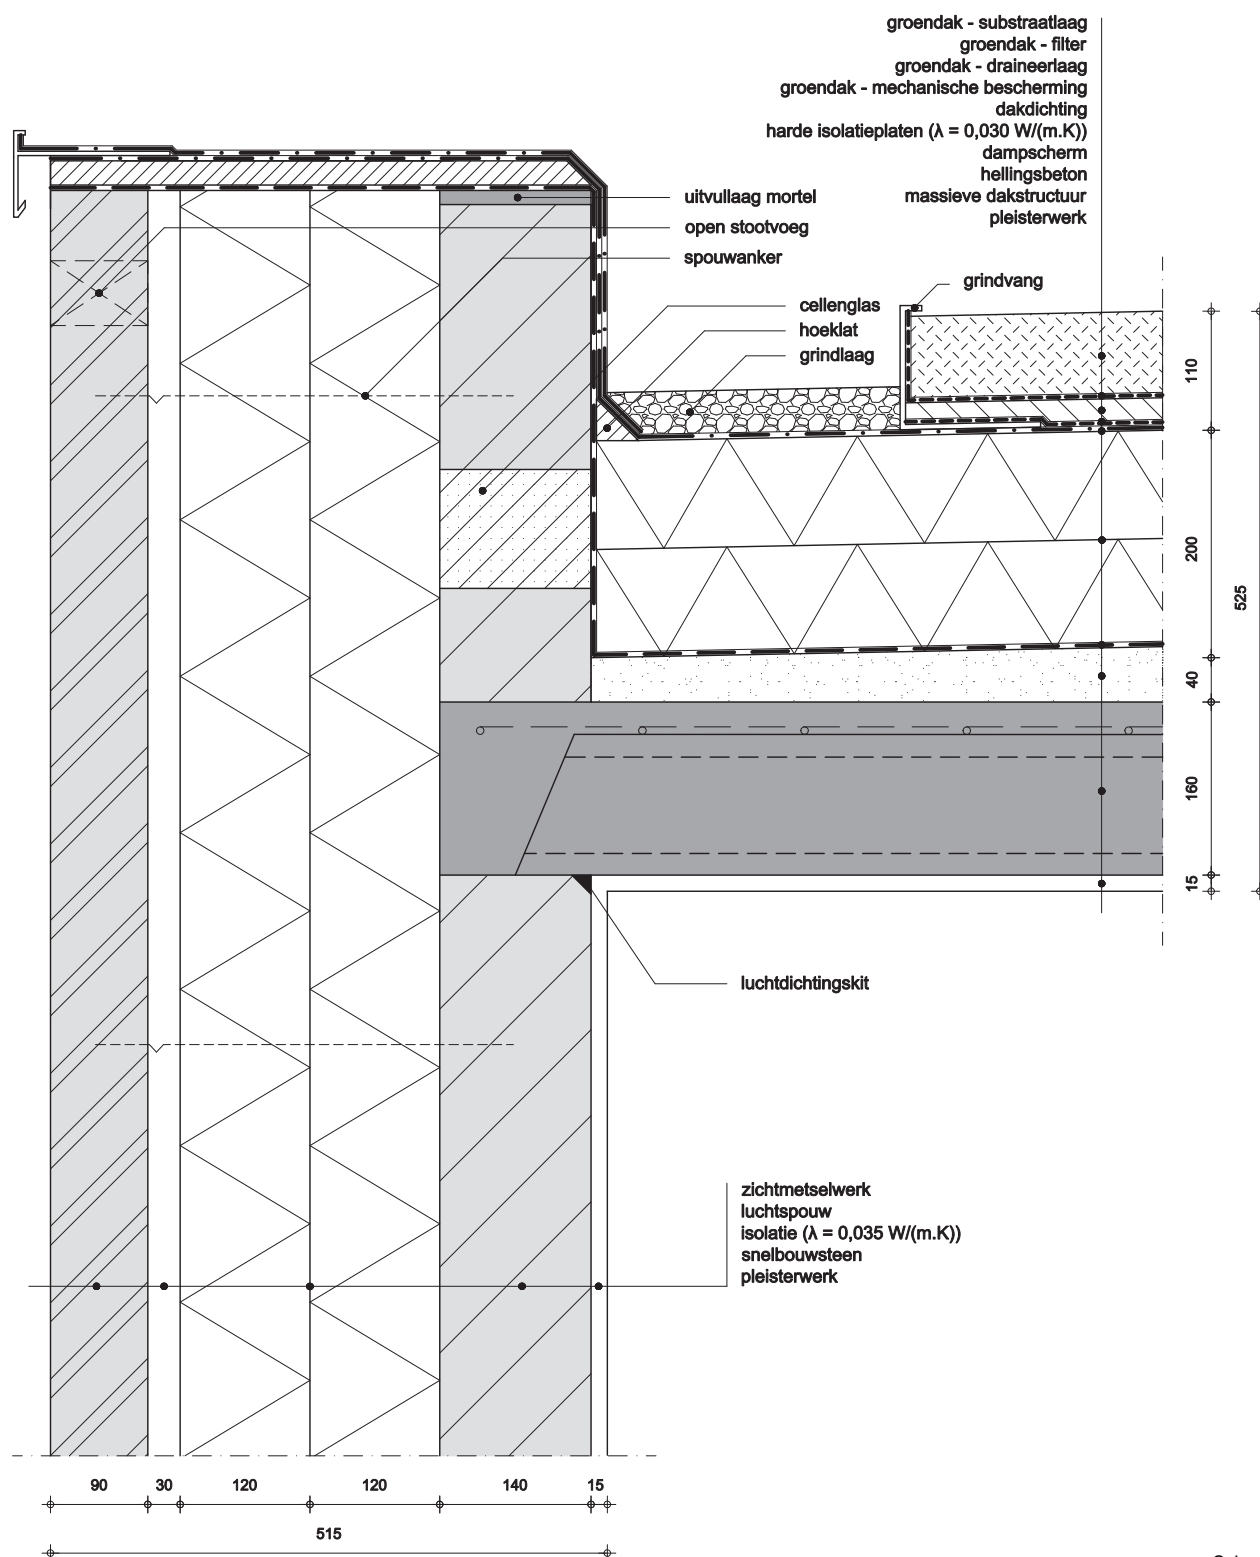 groendak - substraatlaag
groendak - filter
groendak - draineerlaag
groendak - mechanische bescherming
dakdichting
harde isolatieplaten (λ = 0,030 W/(m.K))
dampscherm
hellingsbeton
massieve dakstructuur
pleisterwerk
uitvullaag mortel
open stootvoeg
spouwanker
grindvang
cellenglas
hoeklat
grindlaag
110
200
525
40
160
15
luchtdichtingskit
zichtmetselwerk
luchtspouw
isolatie (λ = 0,035 W/(m.K))
snelbouwsteen
pleisterwerk
90 30 120 120 140 15
515